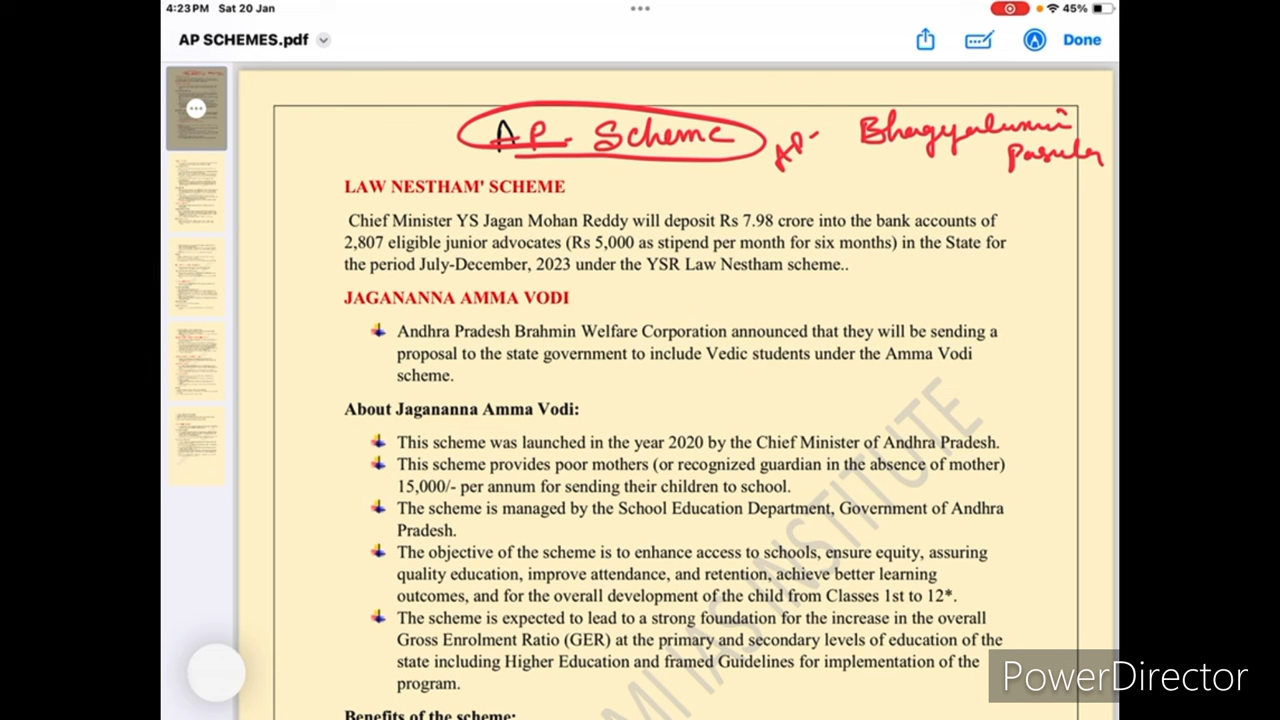 4:23 PM Sat 20 Jan
45%
AP SCHEMES.pdf
Done
AP. Scheme
AP-
LAW NESTHAM' SCHEME
Chief Minister YS Jagan Mohan Reddy will deposit Rs 7.98 crore into the bank accounts of
2,807 eligible junior advocates (Rs 5,000 as stipend per month for six months) in the State for
the period July-December, 2023 under the YSR Law Nestham scheme..
JAGANANNA AMMA VODI
Andhra Pradesh Brahmin Welfare Corporation announced that they will be sending a
proposal to the state government to include Vedic students under the Amma Vodi
scheme.
About Jagananna Amma Vodi:
This scheme was launched in the year 2020 by the Chief Minister of Andhra Pradesh.
This scheme provides poor mothers (or recognized guardian in the absence of mother)
15,000/- per annum for sending their children to school.
The scheme is managed by the School Education Department, Government of Andhra
Pradesh.
The objective of the scheme is to enhance access to schools, ensure equity, assuring
quality education, improve attendance, and retention, achieve better learning
outcomes, and for the overall development of the child from Classes 1st to 12*.
The scheme is expected to lead to a strong foundation for the increase in the overall
Gross Enrolment Ratio (GER) at the primary and secondary levels of education of the
state including Higher Education and framed Guidelines for implementation of the
program.
Benefits of the scheme:
MI IAS INSTITUTE
PowerDirector